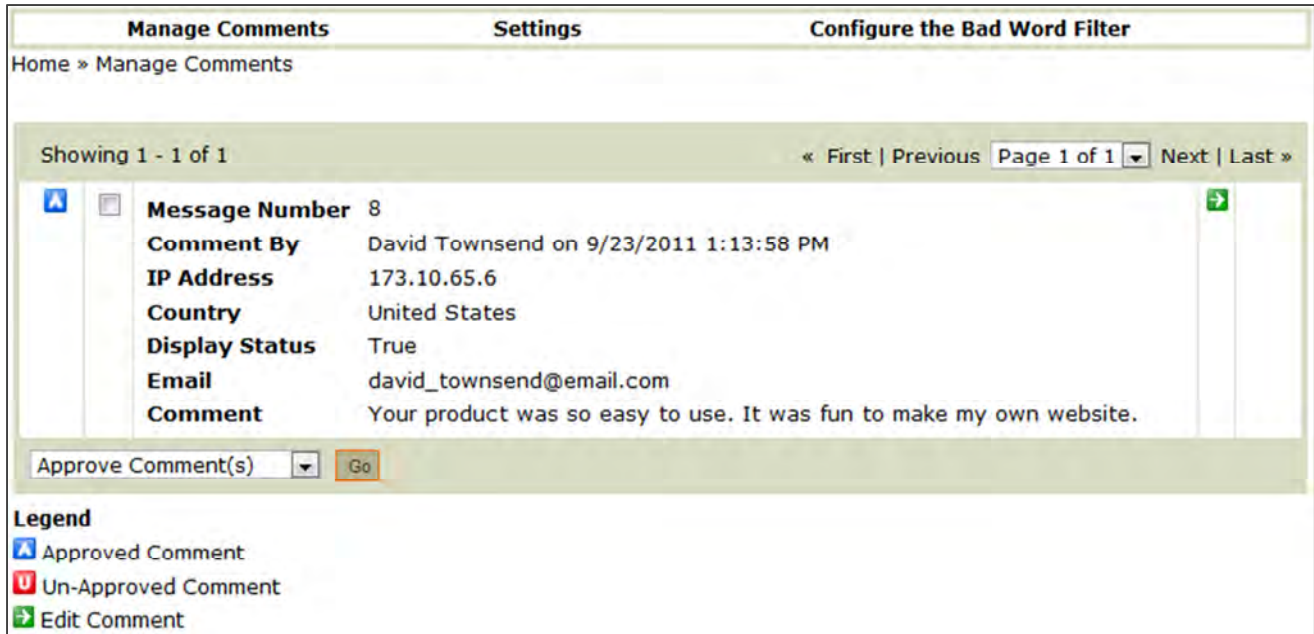 Manage Comments Settings Configure the Bad Word Filter
Home » Manage Comments
Showing 1 - 1 of 1 « First | Previous Page 1 of 1 Next | Last »
Message Number 8
Comment By David Townsend on 9/23/2011 1:13:58 PM
IP Address 173.10.65.6
Country United States
Display Status True
Email david_townsend@email.com
Comment Your product was so easy to use. It was fun to make my own website.
Approve Comment(s) Go
Legend
A Approved Comment
U Un-Approved Comment
Edit Comment